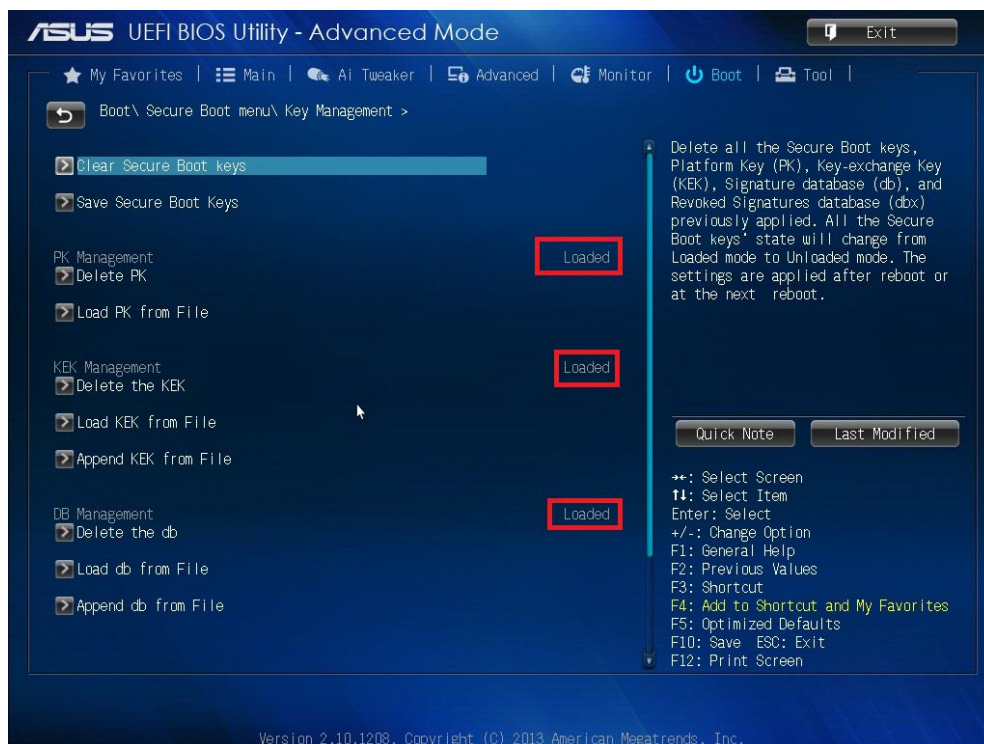 ASUS UEFI BIOS Utility - Advanced Mode
Exit
My Favorites | Main | Ai Tweaker | Advanced | Monitor | Boot | Tool |
Boot\ Secure Boot menu\ Key Management >
Clear Secure Boot keys
Save Secure Boot Keys
PK Management Loaded
Delete PK
Load PK from File
KEK Management Loaded
Delete the KEK
Load KEK from File
Append KEK from File
DB Management Loaded
Delete the db
Load db from File
Append db from File
Delete all the Secure Boot keys,
Platform Key (PK), Key-exchange Key
(KEK), Signature database (db), and
Revoked Signatures database (dbx)
previously applied. All the Secure
Boot keys' state will change from
Loaded mode to Unloaded mode. The
settings are applied after reboot or
at the next reboot.
Quick Note
Last Modified
→←: Select Screen
↑↓: Select Item
Enter: Select
+/-: Change Option
F1: General Help
F2: Previous Values
F3: Shortcut
F4: Add to Shortcut and My Favorites
F5: Optimized Defaults
F10: Save ESC: Exit
F12: Print Screen
Version 2.10.1208. Copyright (C) 2013 American Megatrends, Inc.